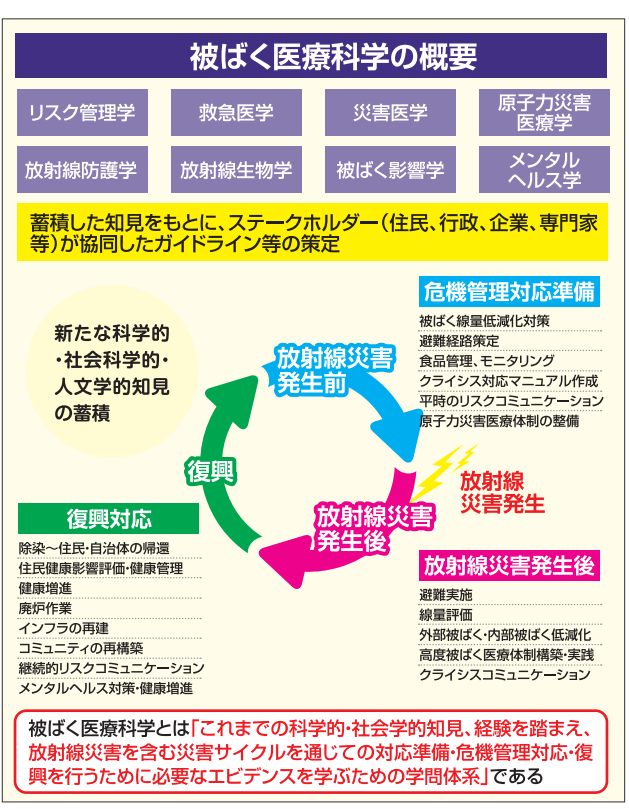 被ばく医療科学の概要
リスク管理学
救急医学
災害医学
原子力災害
医療学
放射線防護学
放射線生物学
被ばく影響学
メンタル
ヘルス学
蓄積した知見をもとに、ステークホルダー(住民、行政、企業、専門家
等)が協同したガイドライン等の策定
新たな科学的
・社会科学的・
人文学的知見
の蓄積
放射線災害
発生前
危機管理対応準備
被ばく線量低減化対策
避難経路策定
食品管理、モニタリング
クライシス対応マニュアル作成
平時のリスクコミュニケーション
原子力災害医療体制の整備
放射線
災害発生
放射線災害
発生後
復興
復興対応
除染〜住民・自治体の帰還
住民健康影響評価・健康管理
健康増進
廃炉作業
インフラの再建
コミュニティの再構築
継続的リスクコミュニケーション
メンタルヘルス対策・健康増進
放射線災害発生後
避難実施
線量評価
外部被ばく・内部被ばく低減化
高度被ばく医療体制構築・実践
クライシスコミュニケーション
被ばく医療科学とは「これまでの科学的・社会学的知見、経験を踏まえ、
放射線災害を含む災害サイクルを通じての対応準備・危機管理対応・復
興を行うために必要なエビデンスを学ぶための学問体系」である